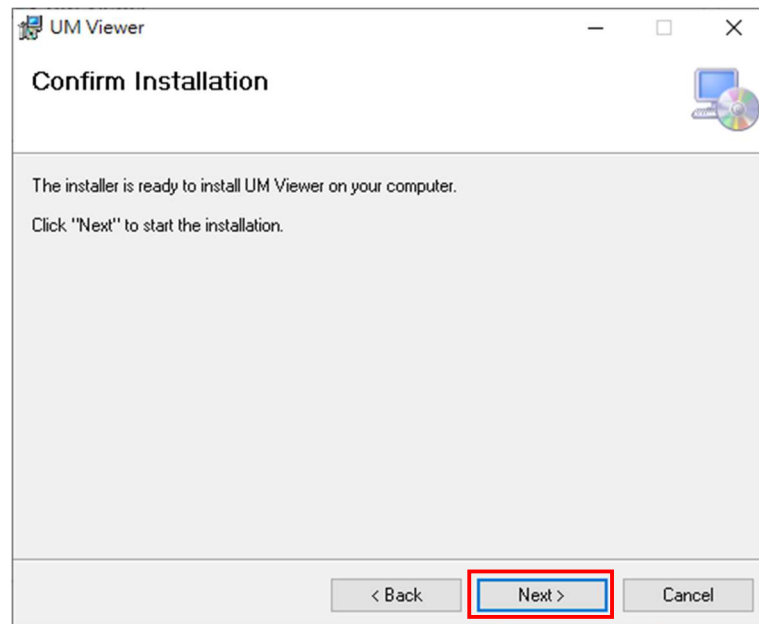 UM Viewer
Confirm Installation
The installer is ready to install UM Viewer on your computer.
Click "Next" to start the installation.
< Back
Next >
Cancel